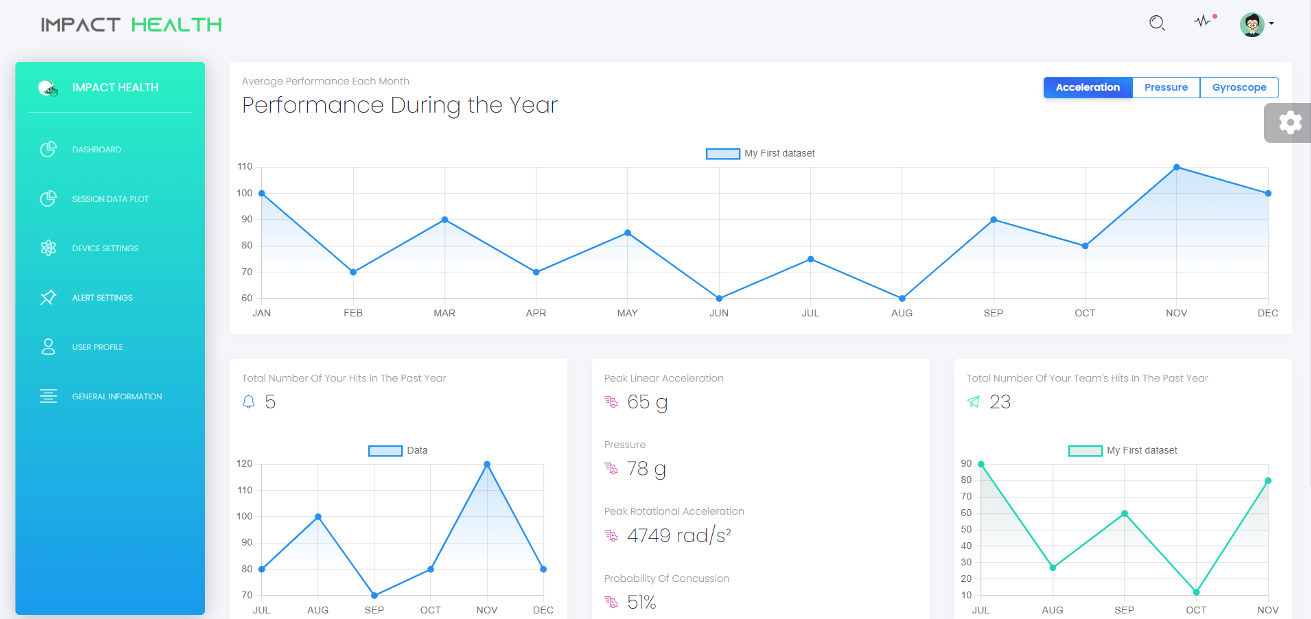 IMPACT HEALTH
IMPACT HEALTH
DASHBOARD
SESSION DATA PLOT
DEVICE SETTINGS
ALERT SETTINGS
USER PROFILE
GENERAL INFORMATION
Average Performance Each Month
Performance During the Year
Acceleration Pressure Gyroscope
My First dataset
110
100
90
80
70
60
JAN FEB MAR APR MAY JUN JUL AUG SEP OCT NOV DEC
Total Number Of Your Hits In The Past Year
5
Data
120
110
100
90
80
70
JUL AUG SEP OCT NOV DEC
Peak Linear Acceleration
65 g
Pressure
78 g
Peak Rotational Acceleration
4749 rad/s²
Probability Of Concussion
51%
Total Number Of Your Team's Hits In The Past Year
23
My First dataset
90
80
70
60
50
40
30
20
10
JUL AUG SEP OCT NOV